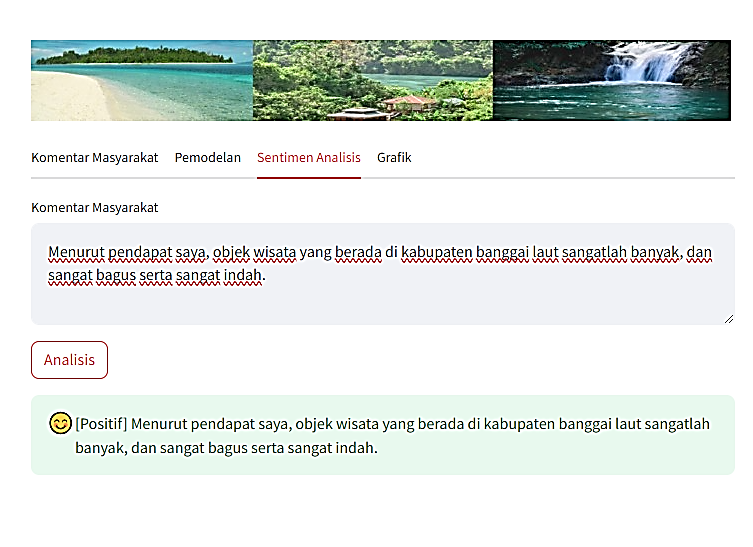 Komentar Masyarakat Pemodelan Sentimen Analisis Grafik
Komentar Masyarakat
Menurut pendapat saya, objek wisata yang berada di kabupaten banggai laut sangatlah banyak, dan
sangat bagus serta sangat indah.
Analisis
[Positif] Menurut pendapat saya, objek wisata yang berada di kabupaten banggai laut sangatlah
banyak, dan sangat bagus serta sangat indah.